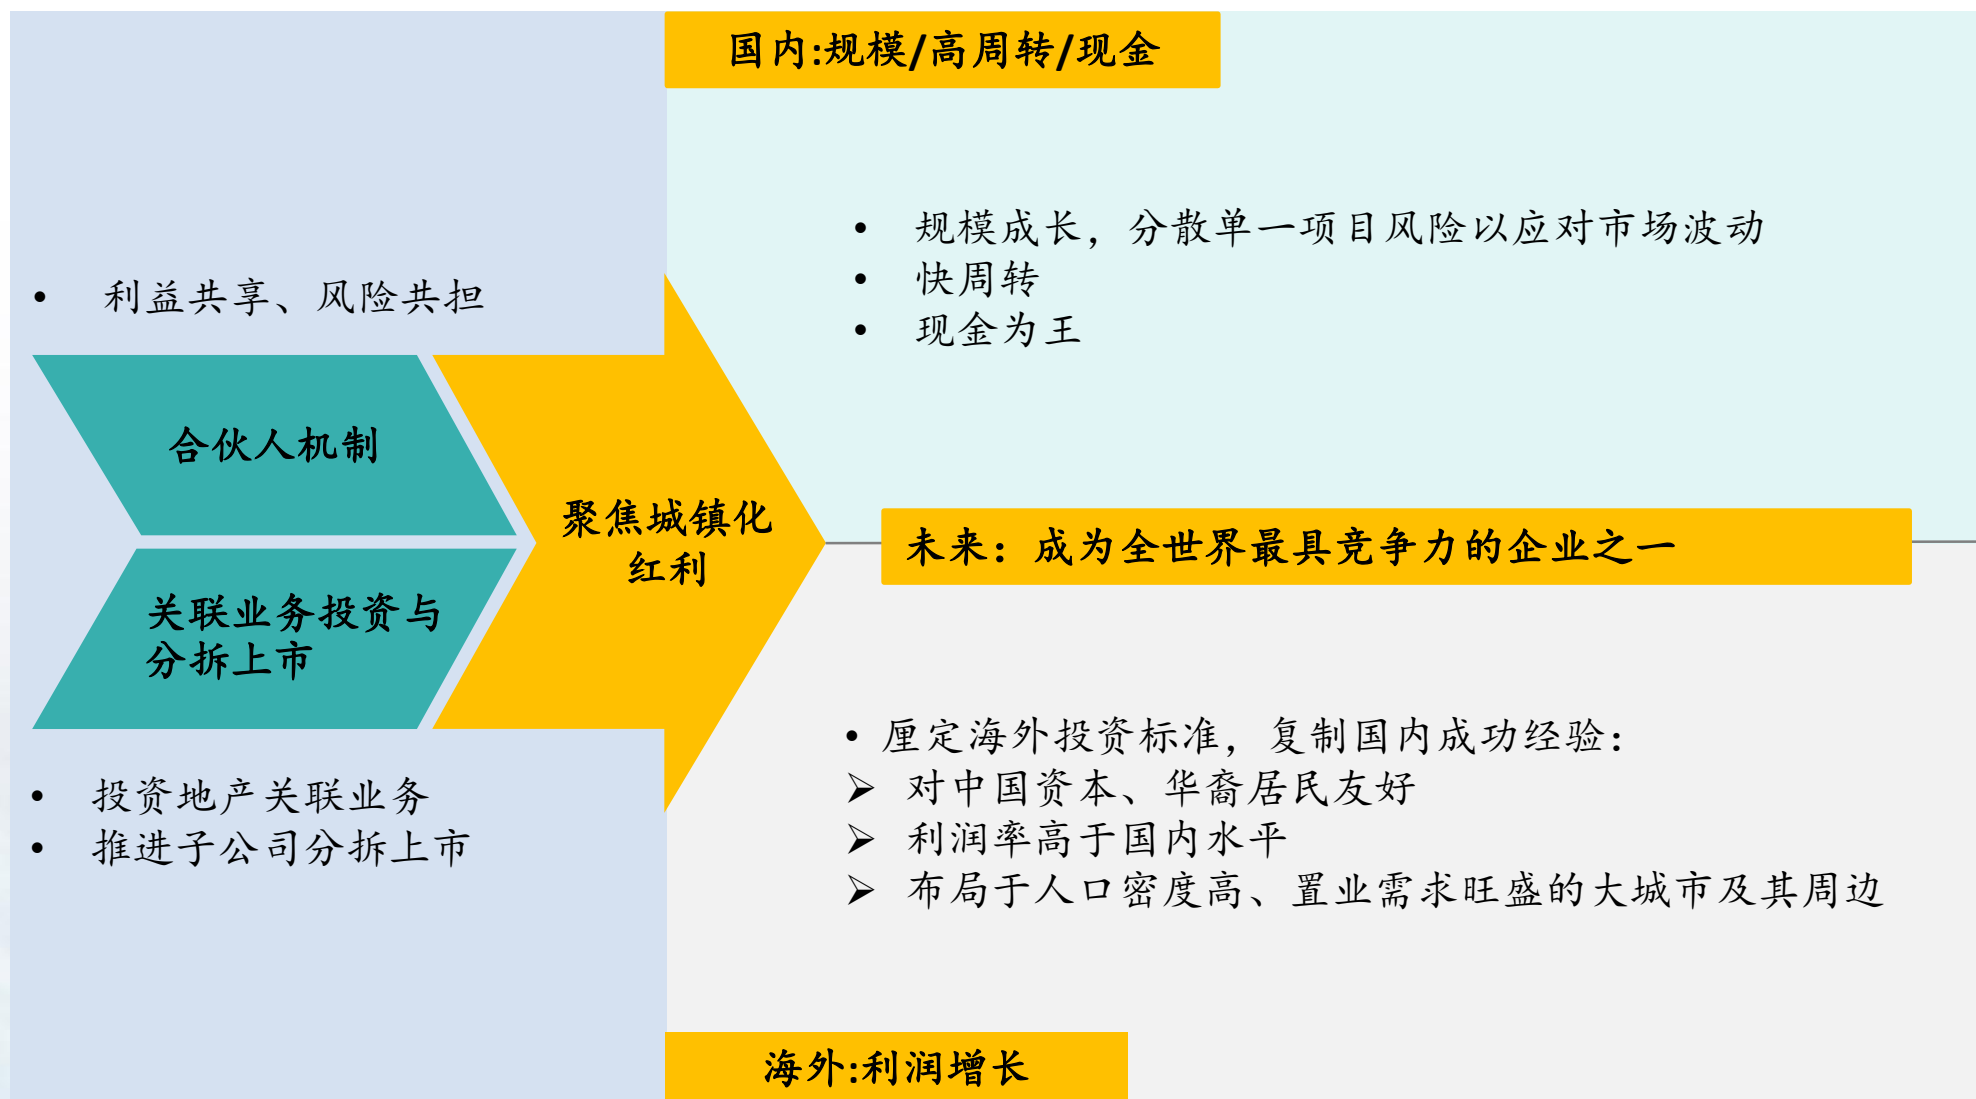 国内:规模/高周转/现金
• 规模成长，分散单一项目风险以应对市场波动
• 快周转
• 现金为王
• 利益共享、风险共担
合伙人机制
关联业务投资与
分拆上市
聚焦城镇化
红利
• 投资地产关联业务
• 推进子公司分拆上市
未来：成为全世界最具竞争力的企业之一
• 厘定海外投资标准，复制国内成功经验：
➢ 对中国资本、华裔居民友好
➢ 利润率高于国内水平
➢ 布局于人口密度高、置业需求旺盛的大城市及其周边
海外:利润增长